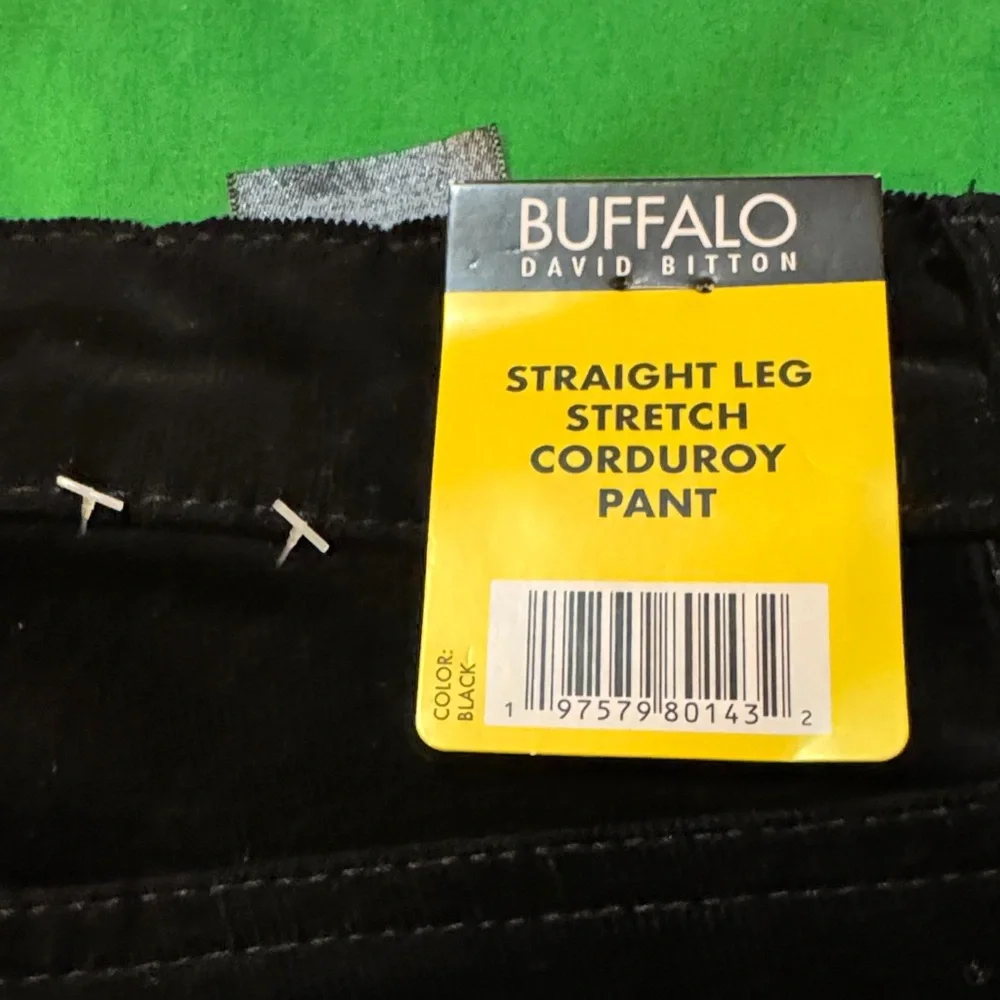 BUFFALO
DAVID BITTON
STRAIGHT LEG
STRETCH
CORDUROY
PANT
COLOR:
BLACK
1 97579 80143 2